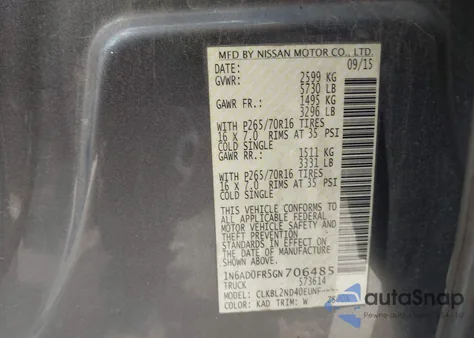 MFD BY NISSAN MOTOR CO., LTD.
DATE: 09/15
GVWR: 2599 KG
5730 LB
GAWR FR.: 1495 KG
3296 LB
WITH P265/70R16 TIRES
16 X 7.0 RIMS AT 35 PSI
COLD SINGLE
GAWR RR.: 1511 KG
3331 LB
WITH P265/70R16 TIRES
16 X 7.0 RIMS AT 35 PSI
COLD SINGLE
THIS VEHICLE CONFORMS TO
ALL APPLICABLE FEDERAL
MOTOR VEHICLE SAFETY
AND THEFT PREVENTION
STANDARDS IN EFFECT ON
THE DATE OF MANUFACTURE
SHOWN ABOVE.
1N6AD0FR5GN706485
TRUCK 573614
MODEL: CLKBL2ND40EUNF
COLOR: KAD TRIM: W
autoSnap